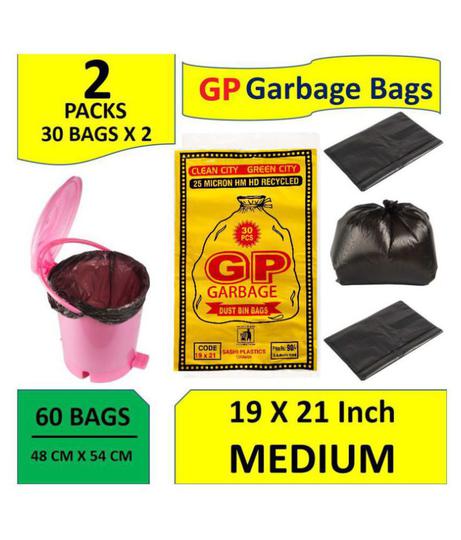 2
PACKS
30 BAGS X 2
GP Garbage Bags
CLEAN CITY GREEN CITY
25 MICRON HM HD RECYCLED
30
PCS
GP
GARBAGE
DUST BIN BAGS
CODE
19 x 21
SASHI PLASTICS
60 BAGS
48 CM X 54 CM
19 X 21 Inch
MEDIUM